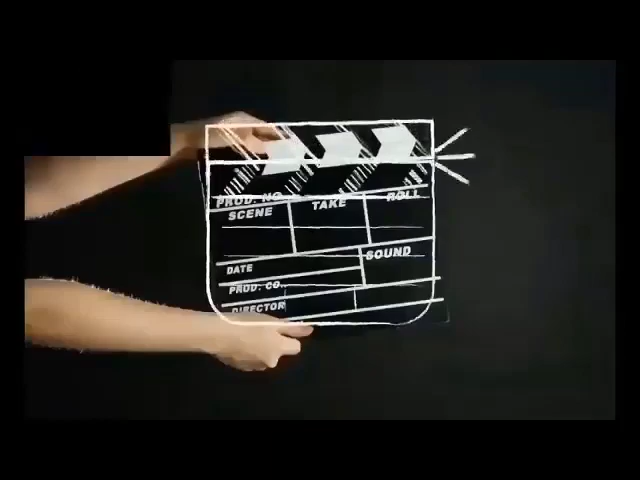 PROD. NO.
SCENE TAKE ROLL
DATE SOUND
PROD. CO.
DIRECTOR